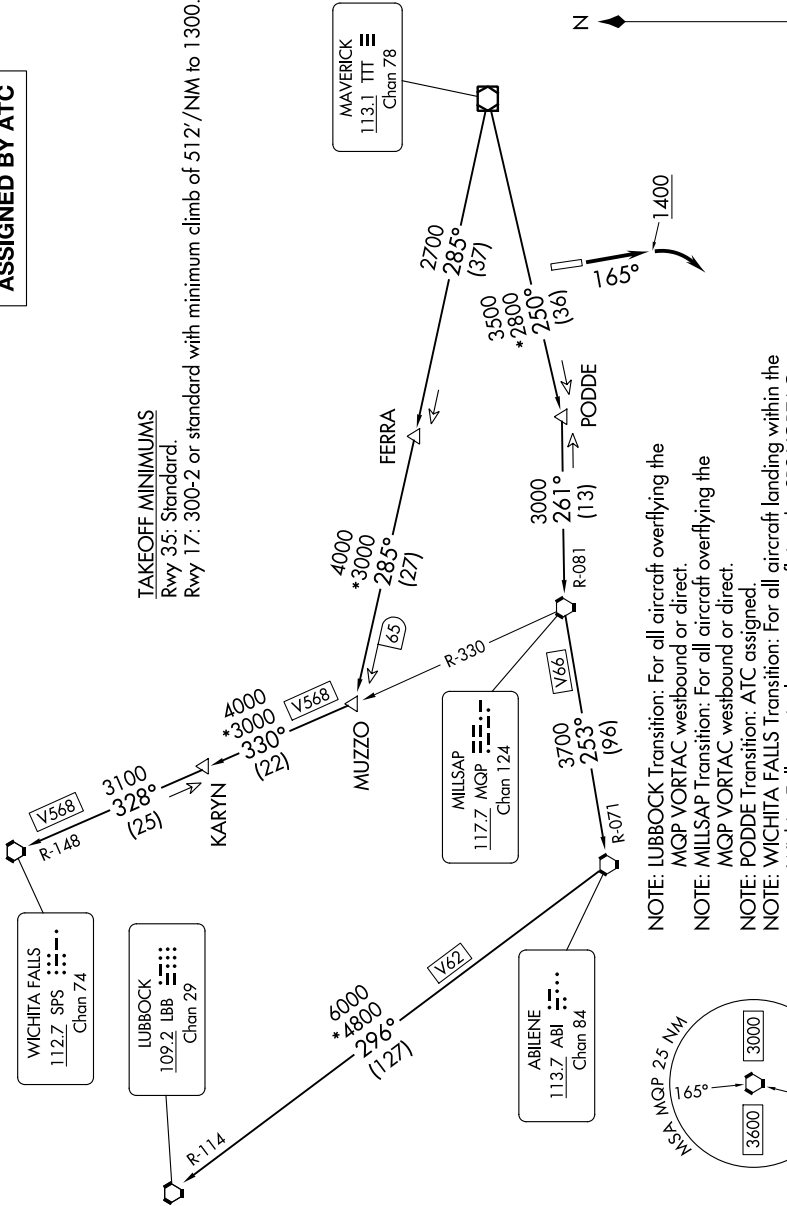 ASSIGNED BY ATC
TAKEOFF MINIMUMS
Rwy 35: Standard.
Rwy 17: 300-2 or standard with minimum climb of 512'/NM to 1300.
WICHITA FALLS
112.7 SPS
Chan 74
LUBBOCK
109.2 LBB
Chan 29
MAVERICK
113.1 TTT
Chan 78
MILLSAP
117.7 MQP
Chan 124
ABILENE
113.7 ABI
Chan 84
N
R-148
V568
3100
328°
(25)
KARYN
4000
*3000
330°
(22)
V568
MUZZO
65
4000
*3000
285°
(27)
FERRA
2700
285°
(37)
3500
*2800
250°
(36)
PODDE
165°
1400
3000
261°
(13)
R-081
R-330
V66
3700
253°
(96)
R-071
V62
6000
*4800
296°
(127)
R-114
MSA MQP 25 NM
165°
3600
3000
NOTE: LUBBOCK Transition: For all aircraft overflying the
MQP VORTAC westbound or direct.
NOTE: MILLSAP Transition: For all aircraft overflying the
MQP VORTAC westbound or direct.
NOTE: PODDE Transition: ATC assigned.
NOTE: WICHITA FALLS Transition: For all aircraft landing within the